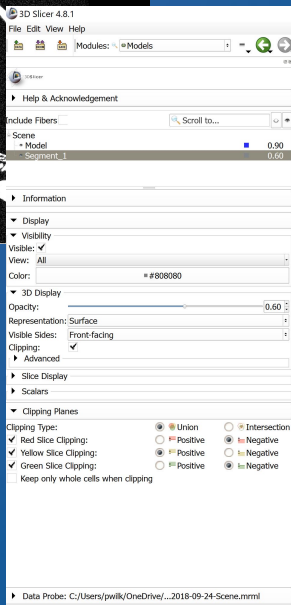 3D Slicer 4.8.1
File Edit View Help
Modules: Models
3DSlicer
Help & Acknowledgement
Include Fibers Scroll to...
Scene
Model 0.90
Segment_1 0.60
Information
Display
Visibility
Visible:
View: All
Color: #808080
3D Display
Opacity: 0.60
Representation: Surface
Visible Sides: Front-facing
Clipping:
Advanced
Slice Display
Scalars
Clipping Planes
Clipping Type: Union Intersection
Red Slice Clipping: Positive Negative
Yellow Slice Clipping: Positive Negative
Green Slice Clipping: Positive Negative
Keep only whole cells when clipping
Data Probe: C:/Users/pwilk/OneDrive/...2018-09-24-Scene.mrml